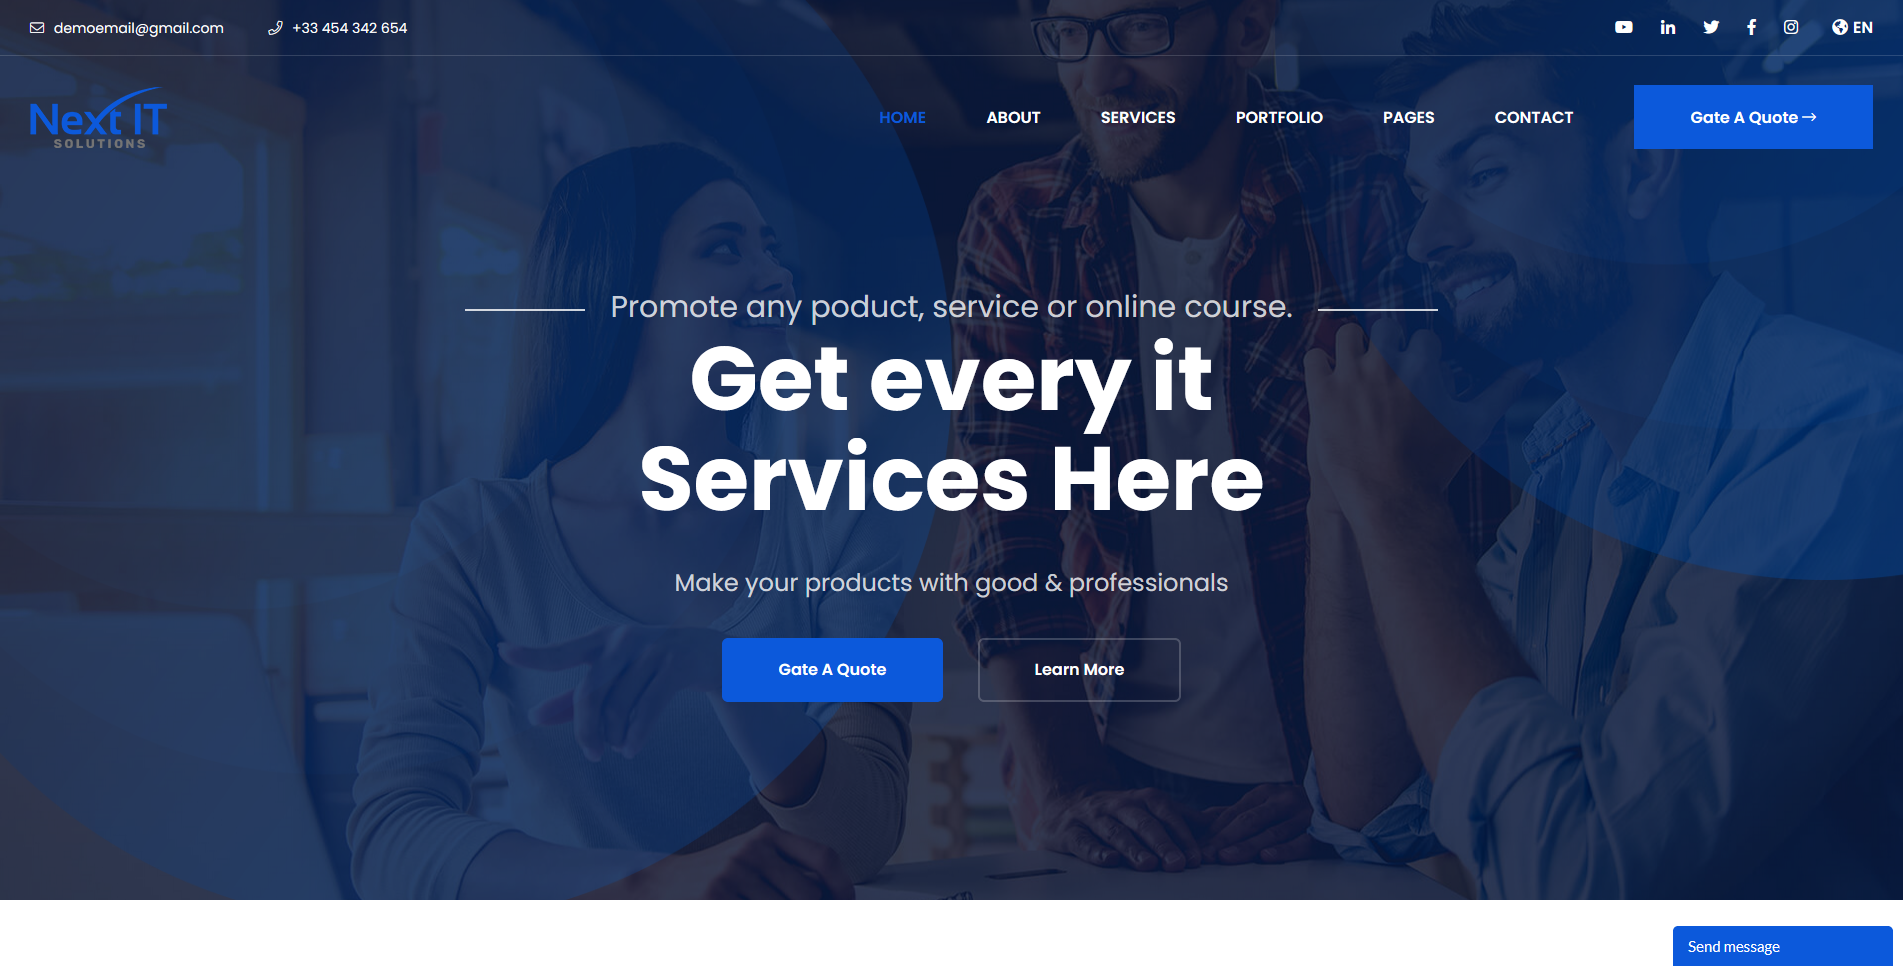 demoemail@gmail.com
+33 454 342 654
EN
Next IT
SOLUTIONS
HOME
ABOUT
SERVICES
PORTFOLIO
PAGES
CONTACT
Gate A Quote →
Promote any poduct, service or online course.
Get every it
Services Here
Make your products with good & professionals
Gate A Quote
Learn More
Send message